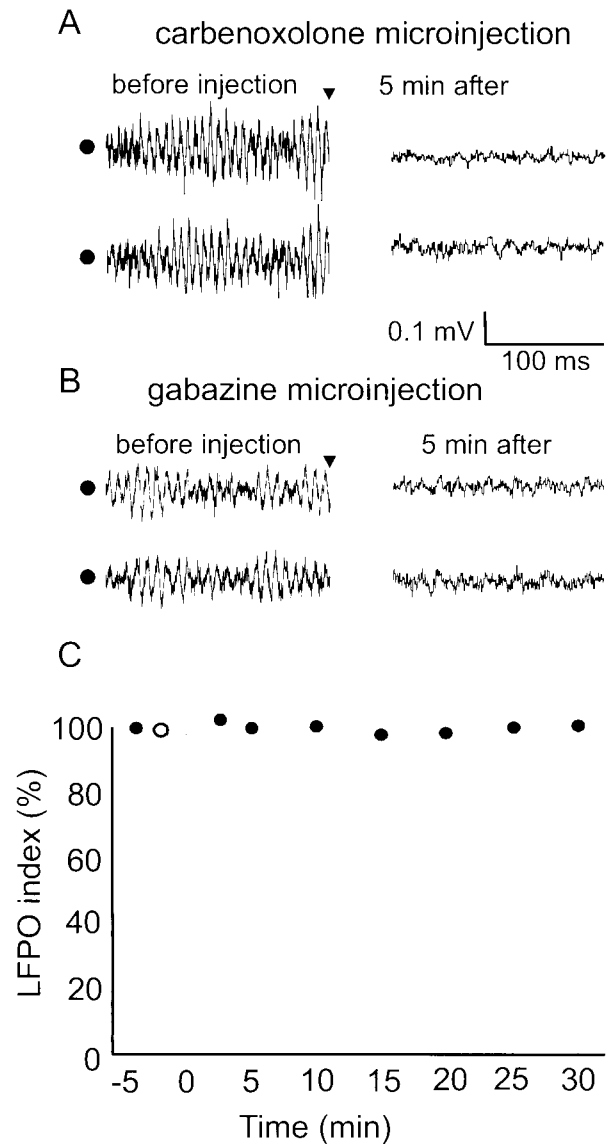 A
carbenoxolone microinjection
before injection
5 min after
0.1 mV
100 ms
B
gabazine microinjection
before injection
5 min after
C
LFPO index (%)
100
80
60
40
20
0
-5 0 5 10 15 20 25 30
Time (min)